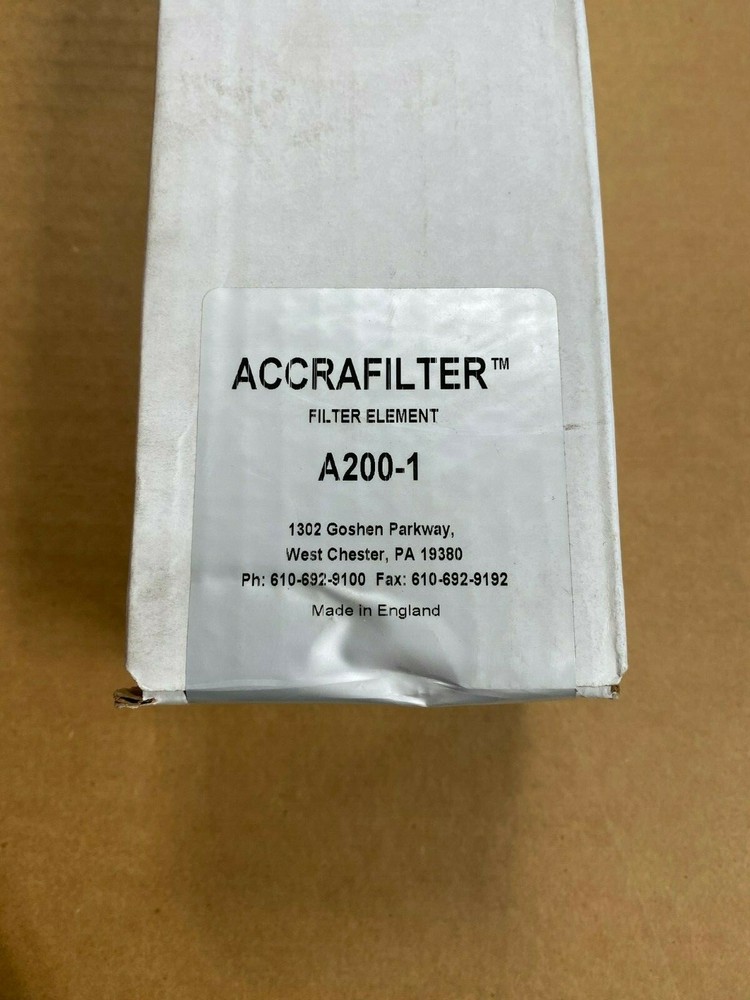 ACCRAFILTER™
FILTER ELEMENT
A200-1
1302 Goshen Parkway,
West Chester, PA 19380
Ph: 610-692-9100 Fax: 610-692-9192
Made in England